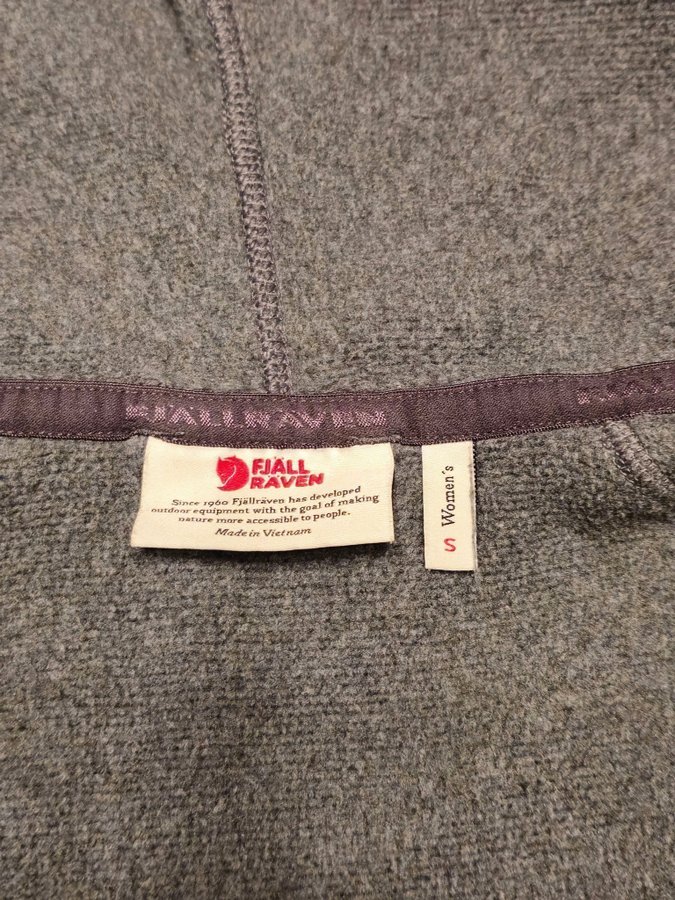 FJÄLLRÄVEN
FJÄLL
RÄVEN
Since 1960 Fjällräven has developed
outdoor equipment with the goal of making
nature more accessible to people.
Made in Vietnam
Women´s
S